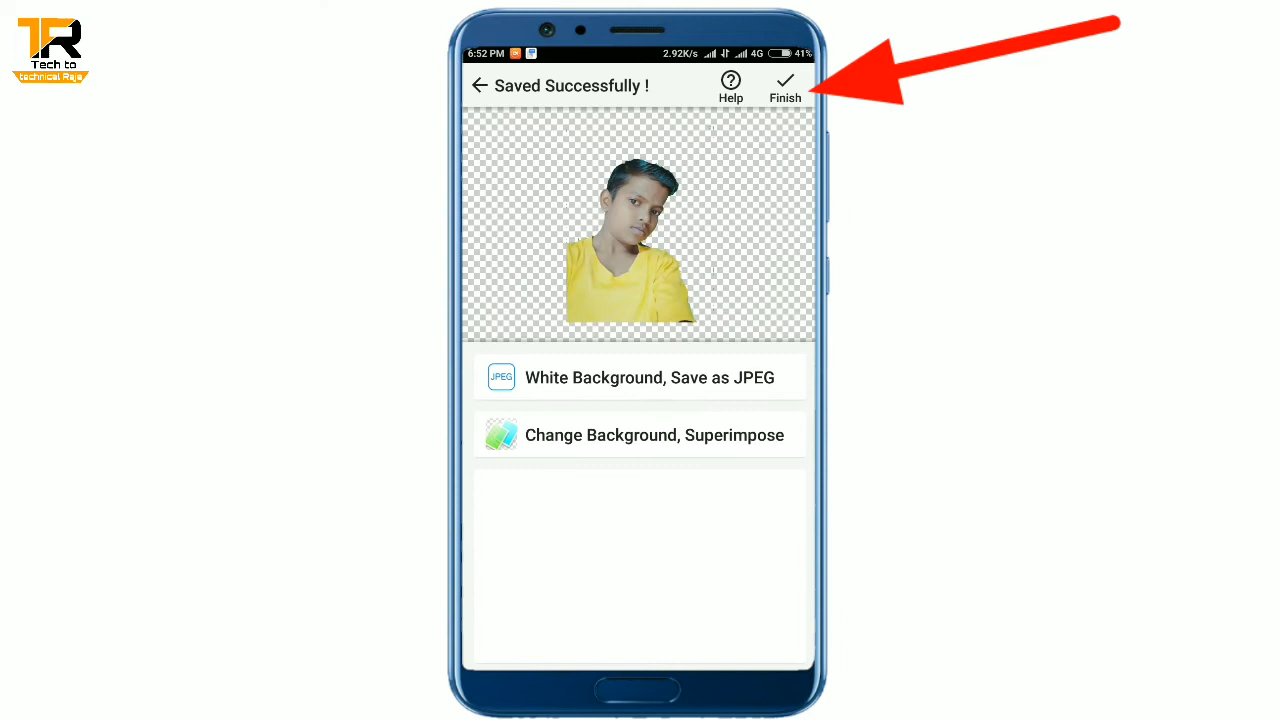 TR
Tech to
technical Raja
6:52 PM
2.92K/s 4G 41%
Saved Successfully !
Help
Finish
JPEG White Background, Save as JPEG
Change Background, Superimpose